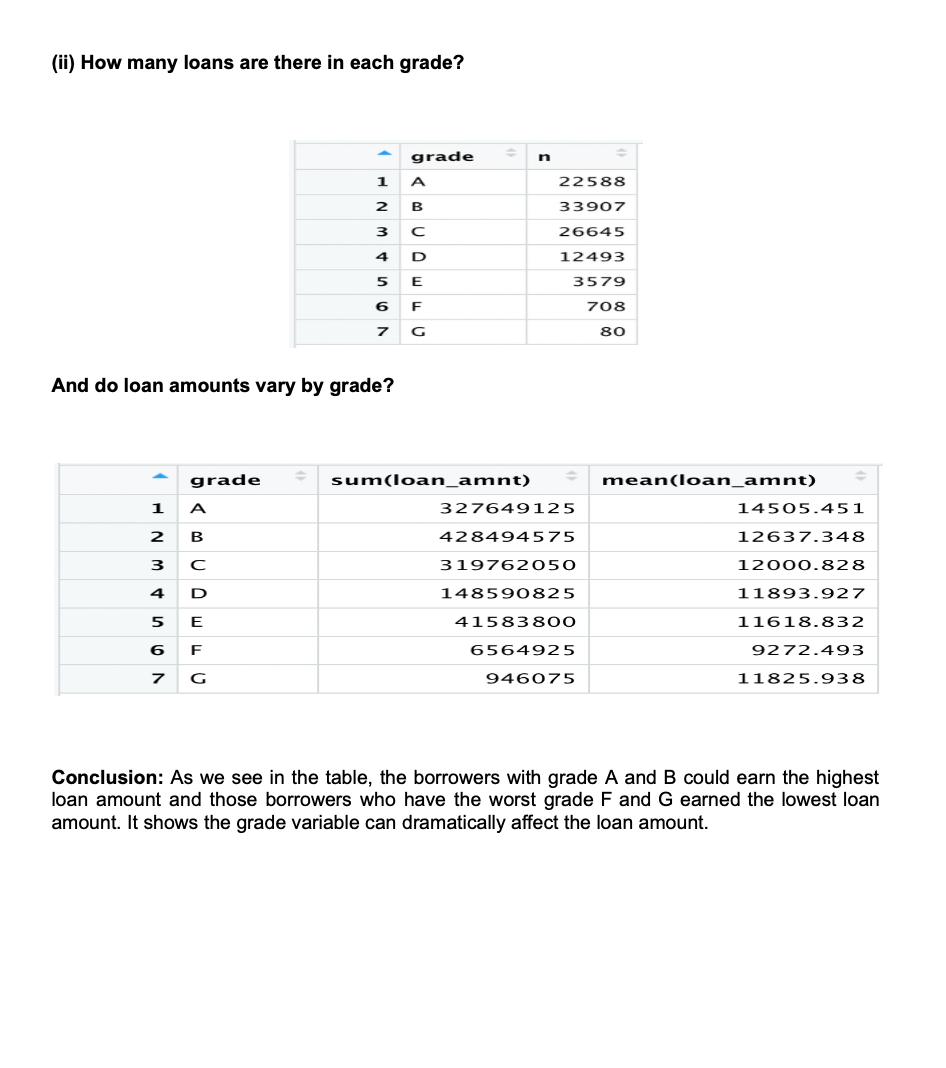 (ii) How many loans are there in each grade?
grade n
1 A 22588
2 B 33907
3 C 26645
4 D 12493
5 E 3579
6 F 708
7 G 80
And do loan amounts vary by grade?
grade sum(loan_amnt) mean(loan_amnt)
1 A 327649125 14505.451
2 B 428494575 12637.348
3 C 319762050 12000.828
4 D 148590825 11893.927
5 E 41583800 11618.832
6 F 6564925 9272.493
7 G 946075 11825.938
Conclusion: As we see in the table, the borrowers with grade A and B could earn the highest
loan amount and those borrowers who have the worst grade F and G earned the lowest loan
amount. It shows the grade variable can dramatically affect the loan amount.